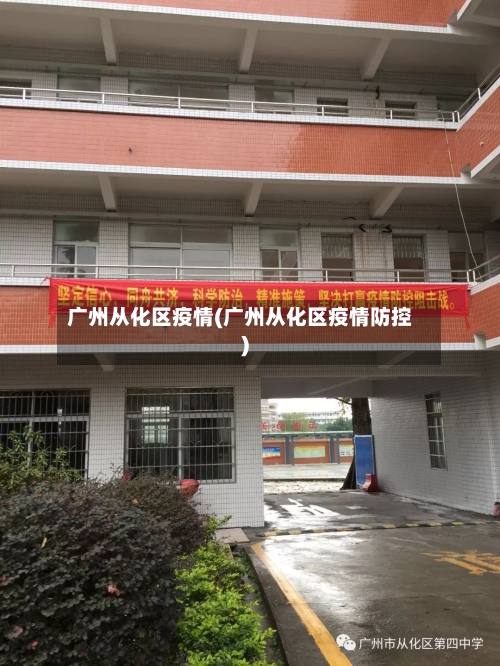 坚定信心、同舟共济、科学防治、精准施策，坚决打赢疫情防控阻击战。
广州从化区疫情(广州从化区疫情防控
)
广州市从化区第四中学